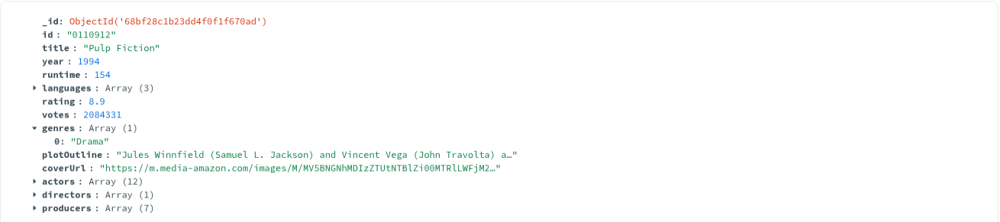 _id: ObjectId('68bf28c1b23dd4f0f1f670ad')
id : "0110912"
title : "Pulp Fiction"
year : 1994
runtime : 154
languages : Array (3)
rating : 8.9
votes : 2084331
genres : Array (1)
0: "Drama"
plotOutline : "Jules Winnfield (Samuel L. Jackson) and Vincent Vega (John Travolta) a…"
coverUrl : "https://m.media-amazon.com/images/M/MV5BNGNhMDIzZTUtNTBlZi00MTRlLWFjM2…"
actors : Array (12)
directors : Array (1)
producers : Array (7)